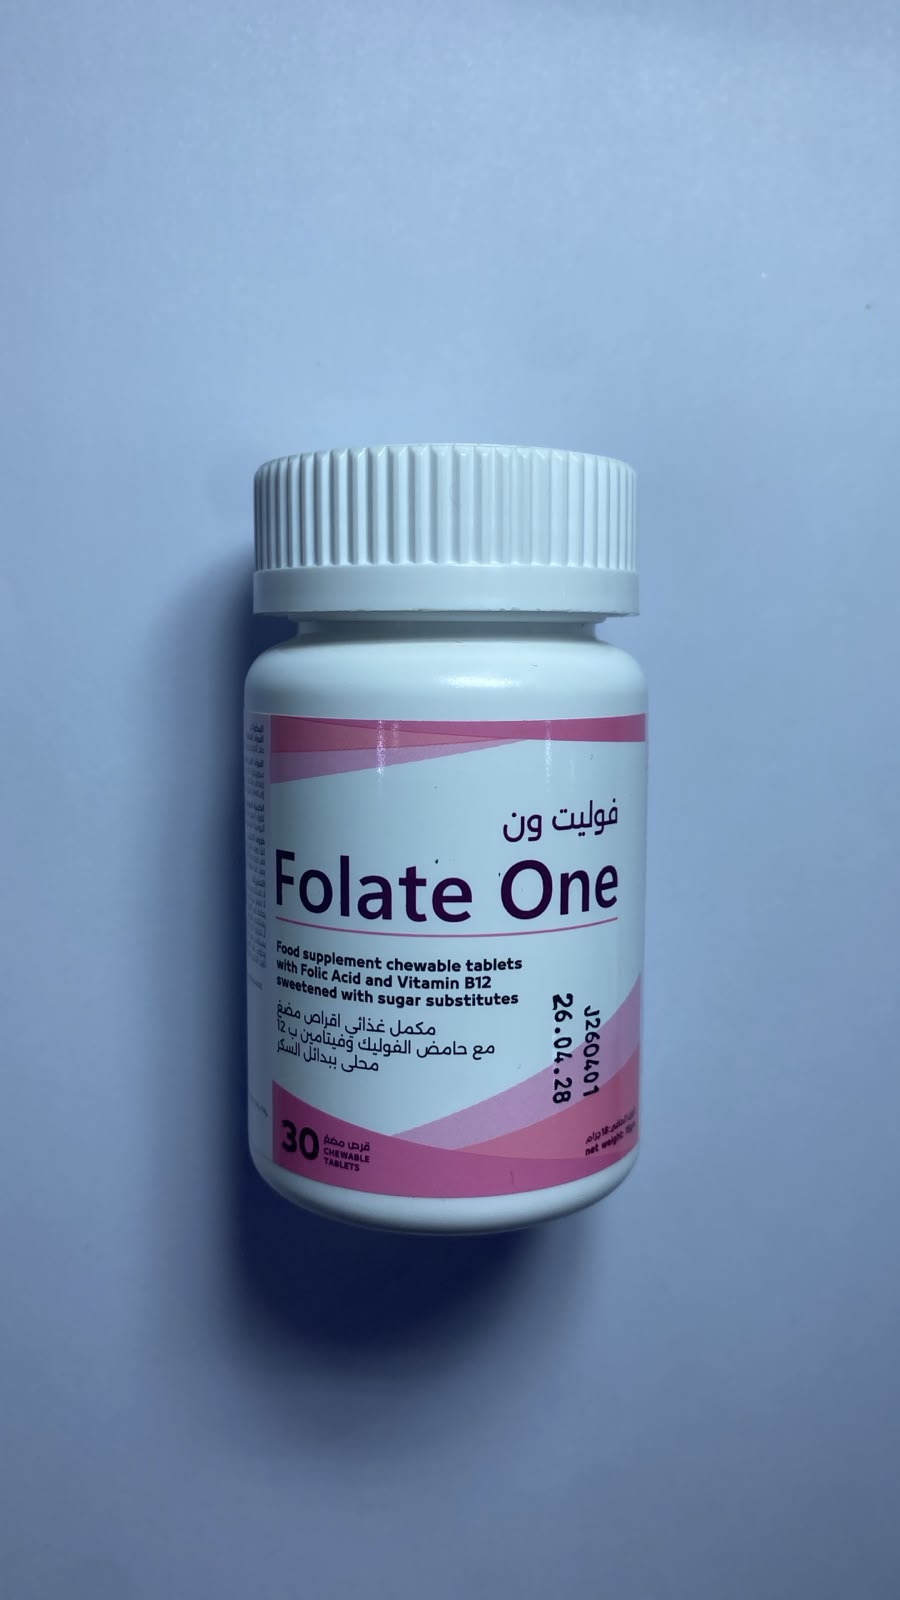 فوليت ون
Folate One
Food supplement chewable tablets
with Folic Acid and Vitamin B12
sweetened with sugar substitutes
مكمل غذائي اقراص مضغ
مع حامض الفوليك وفيتامين ب 12
محلى ببدائل السكر
J260401
26.04.28
30
قرص مضغ
CHEWABLE
TABLETS
net weight: